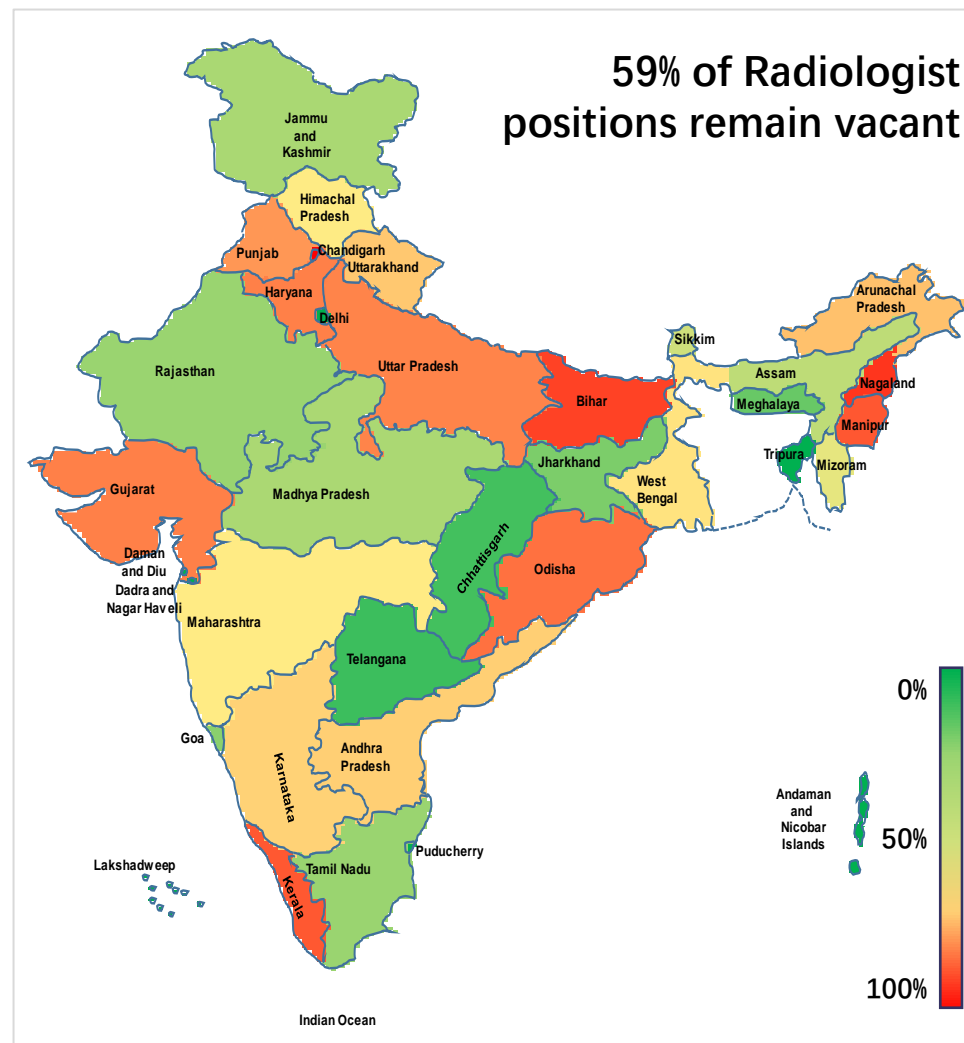 59% of Radiologist
positions remain vacant
Jammu
and
Kashmir
Himachal
Pradesh
Punjab
Chandigarh
Uttarakhand
Haryana
Delhi
Arunachal
Pradesh
Sikkim
Rajasthan
Uttar Pradesh
Assam
Nagaland
Bihar
Meghalaya
Manipur
Tripura
Mizoram
Jharkhand
Gujarat
Madhya Pradesh
West
Bengal
Chhattisgarh
Odisha
Daman
and Diu
Dadra and
Nagar Haveli
Maharashtra
Telangana
0%
Goa
Andhra
Pradesh
Karnataka
Andaman
and
Nicobar
Islands
50%
Puducherry
Lakshadweep
Tamil Nadu
Kerala
100%
Indian Ocean